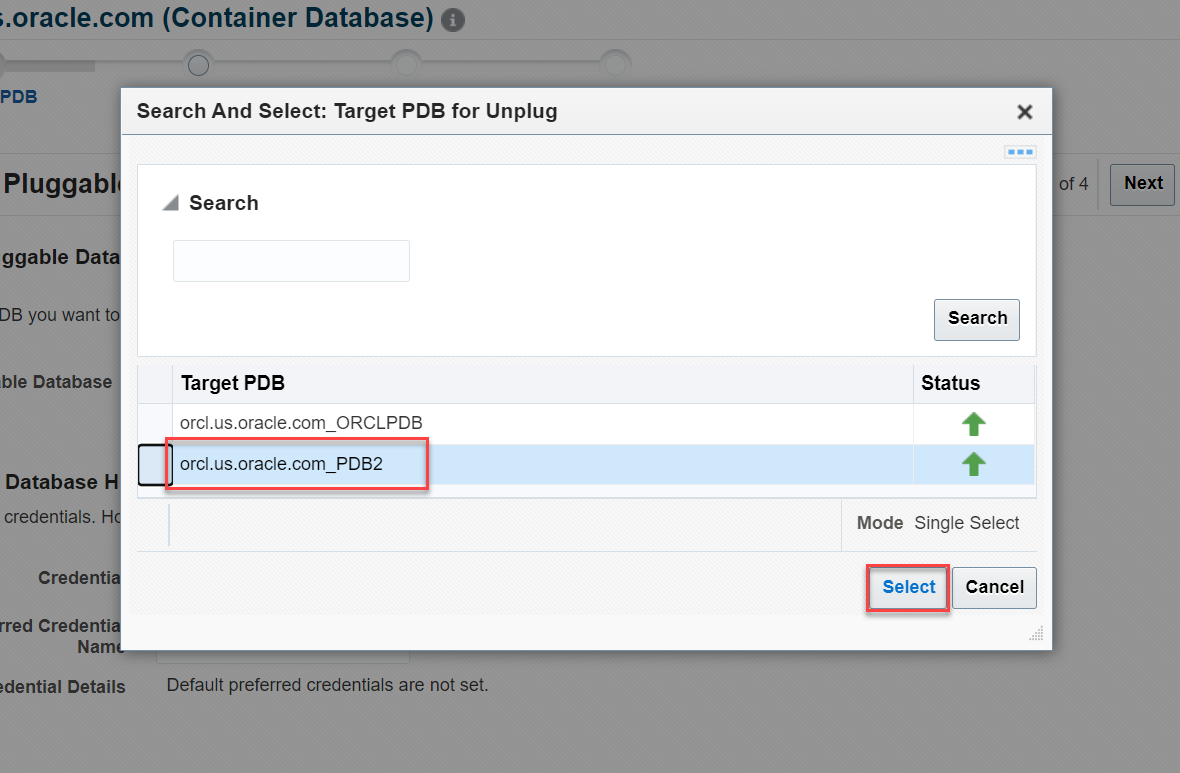 s.oracle.com (Container Database) i
PDB
Search And Select: Target PDB for Unplug
Pluggabl
of 4
Next
Search
ggable Data
DB you want to
Search
ble Database
Target PDB Status
orcl.us.oracle.com_ORCLPDB
orcl.us.oracle.com_PDB2
Database H
credentials. Ho
Mode Single Select
Credentia
Select Cancel
rred Credentia
Name
edential Details
Default preferred credentials are not set.